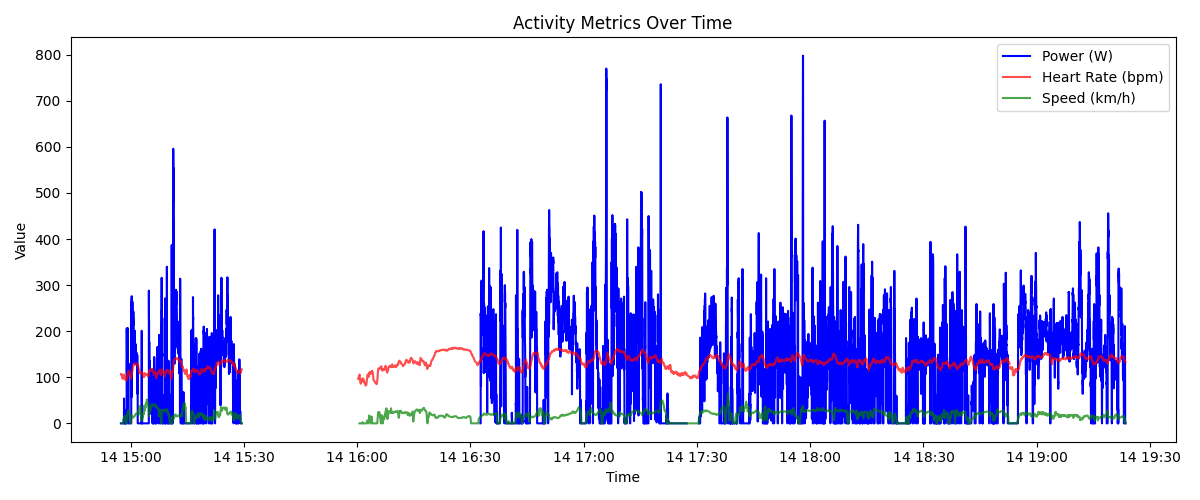 Activity Metrics Over Time
Power (W)
Heart Rate (bpm)
Speed (km/h)
Value
800
700
600
500
400
300
200
100
0
14 15:00 14 15:30 14 16:00 14 16:30 14 17:00 14 17:30 14 18:00 14 18:30 14 19:00 14 19:30
Time